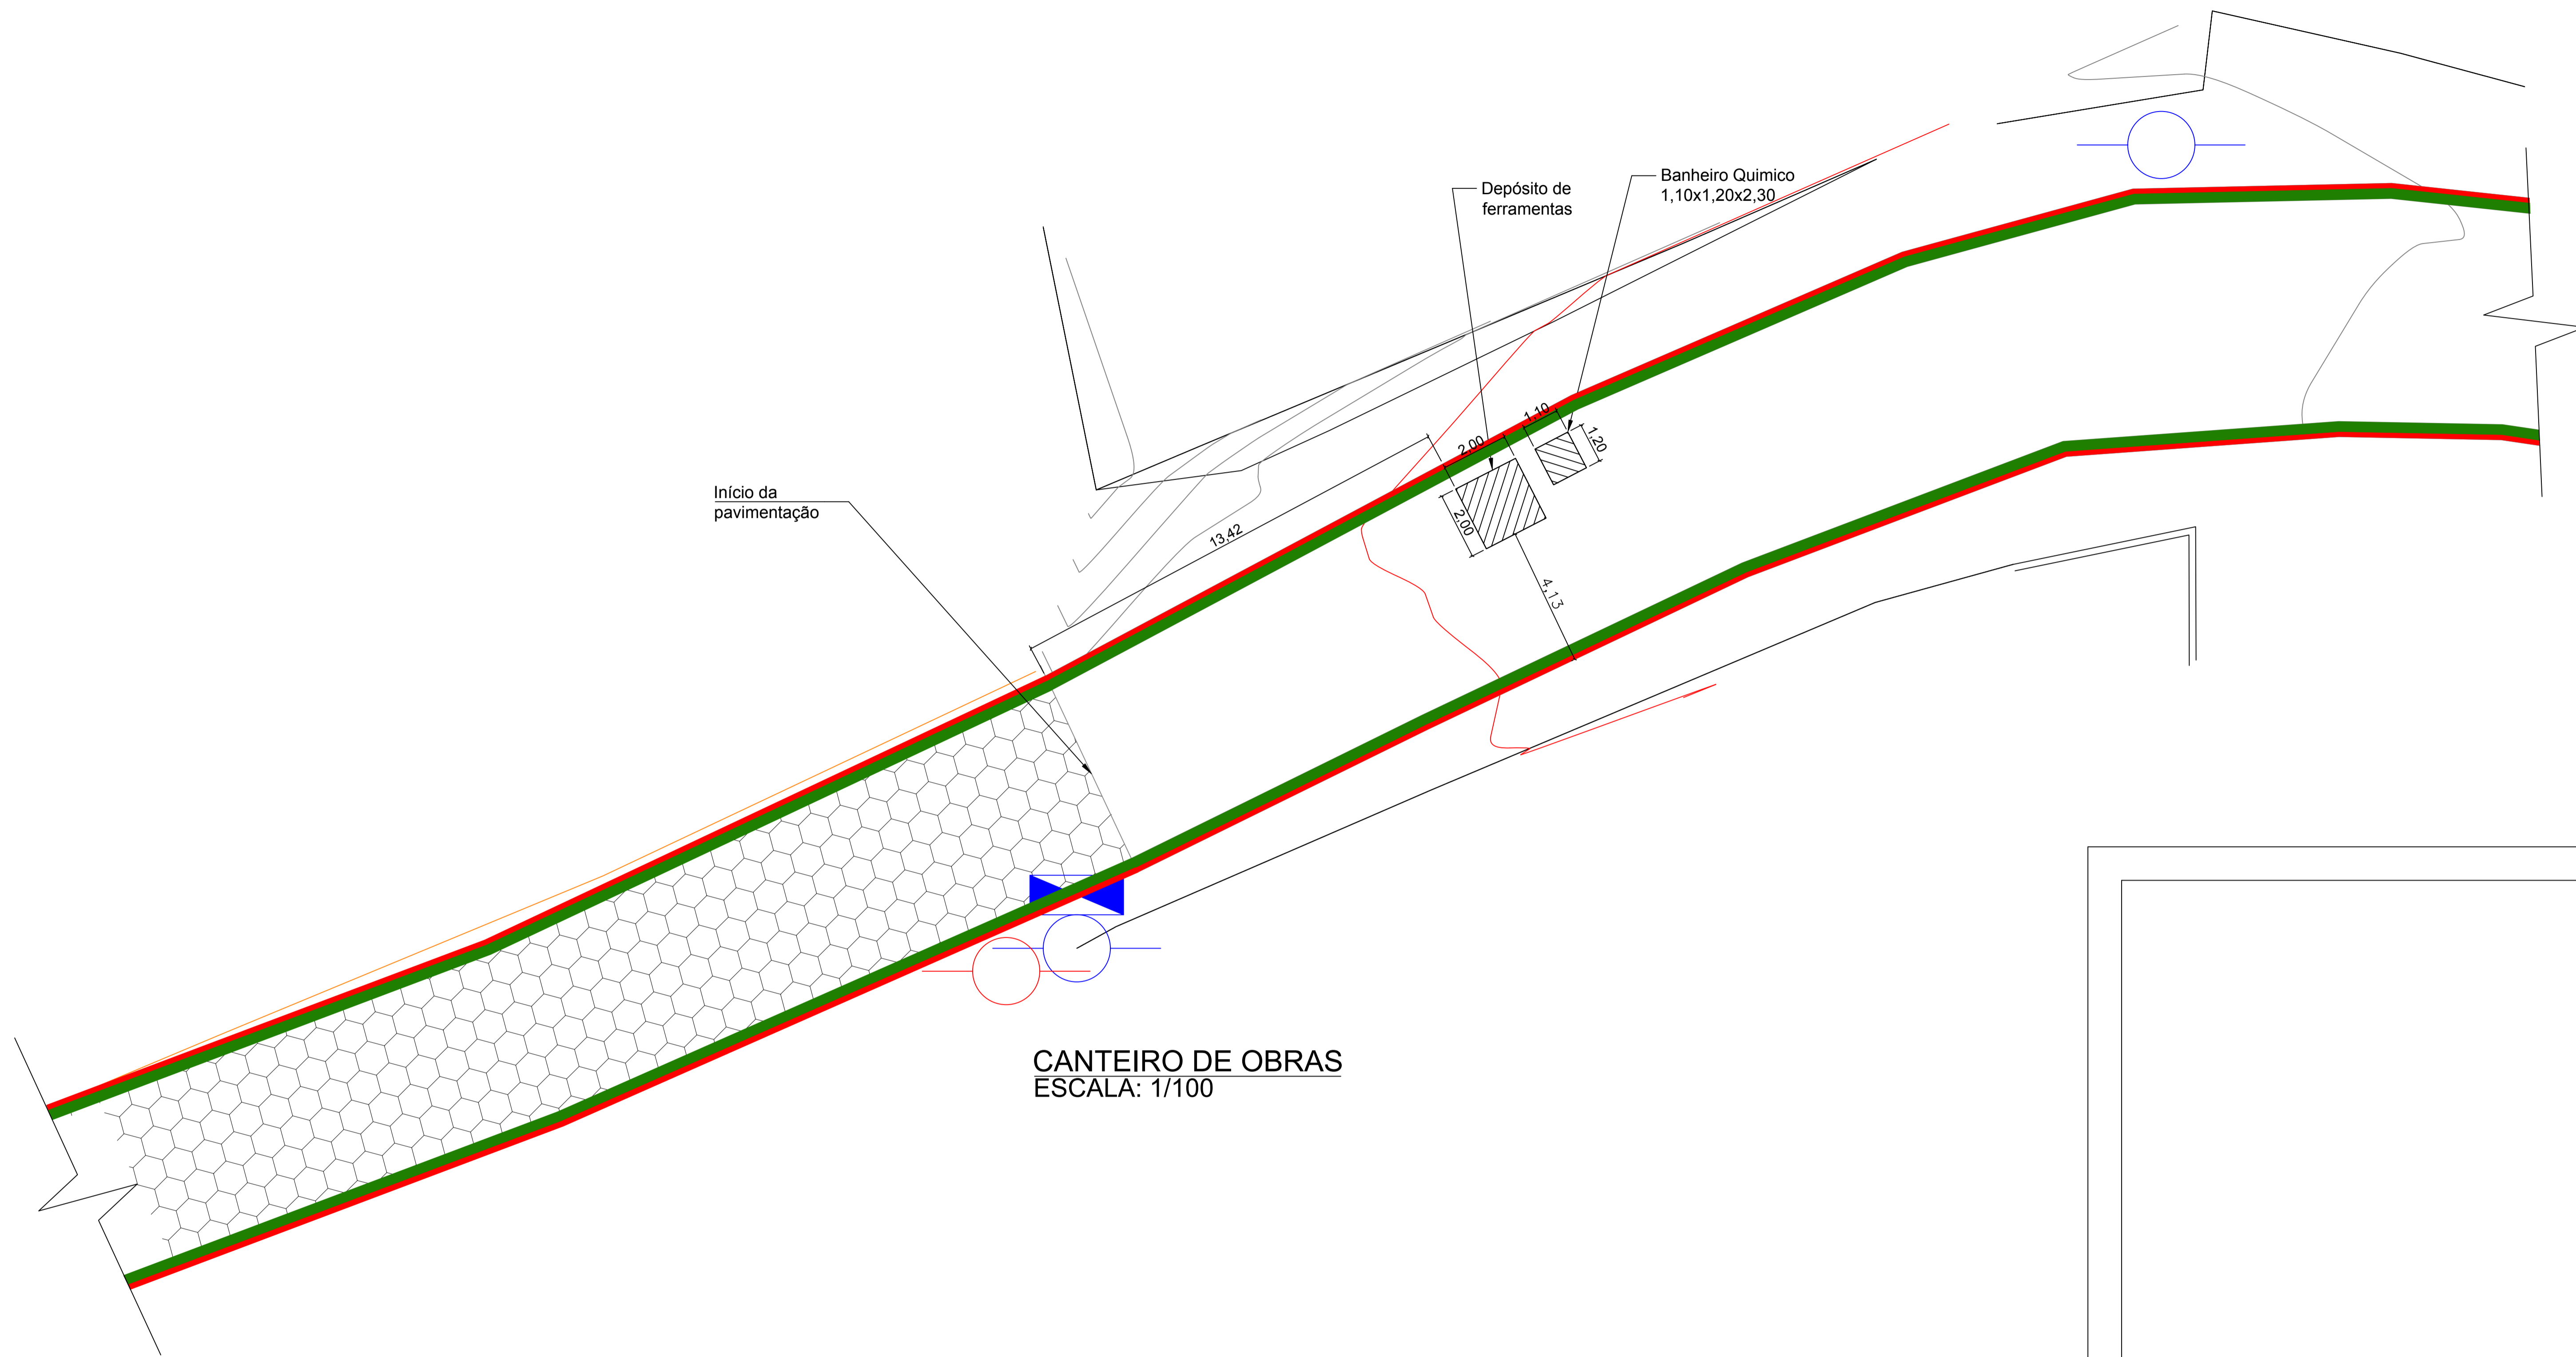 Depósito de
ferramentas
Banheiro Quimico
1,10x1,20x2,30
1,10
2,00
1,20
2,00
13,42
4,13
Início da
pavimentação
CANTEIRO DE OBRAS
ESCALA: 1/100